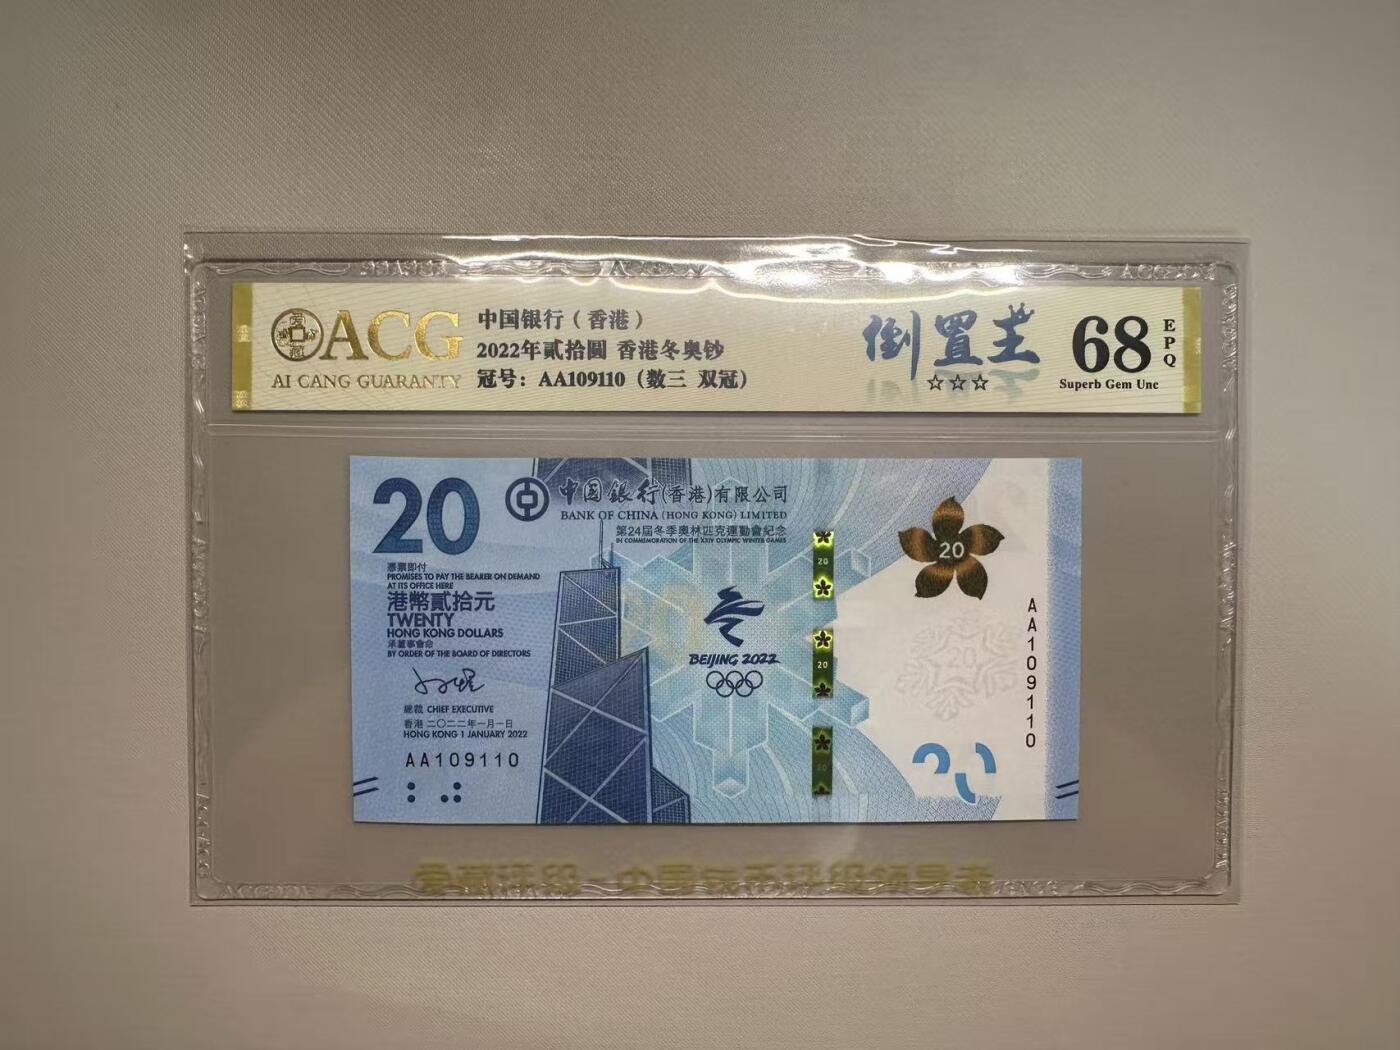 ACG
AI CANG GUARANTY
中国银行（香港）
2022年貳拾圓 香港冬奥钞
冠号：AA109110（数三 双冠）
倒置王
☆☆☆
68
EPQ
Superb Gem Unc
20
中国銀行(香港)有限公司
BANK OF CHINA (HONG KONG) LIMITED
第24屆冬季奧林匹克運動會紀念
IN COMMEMORATION OF THE XXIV OLYMPIC WINTER GAMES
憑票即付
PROMISES TO PAY THE BEARER ON DEMAND
AT ITS OFFICE HERE
港幣貳拾元
TWENTY
HONG KONG DOLLARS
承董事會命
BY ORDER OF THE BOARD OF DIRECTORS
總裁 CHIEF EXECUTIVE
香港 二〇二二年一月一日
HONG KONG 1 JANUARY 2022
AA109110
BEIJING 2022
20
20
20
20
AA109110
20